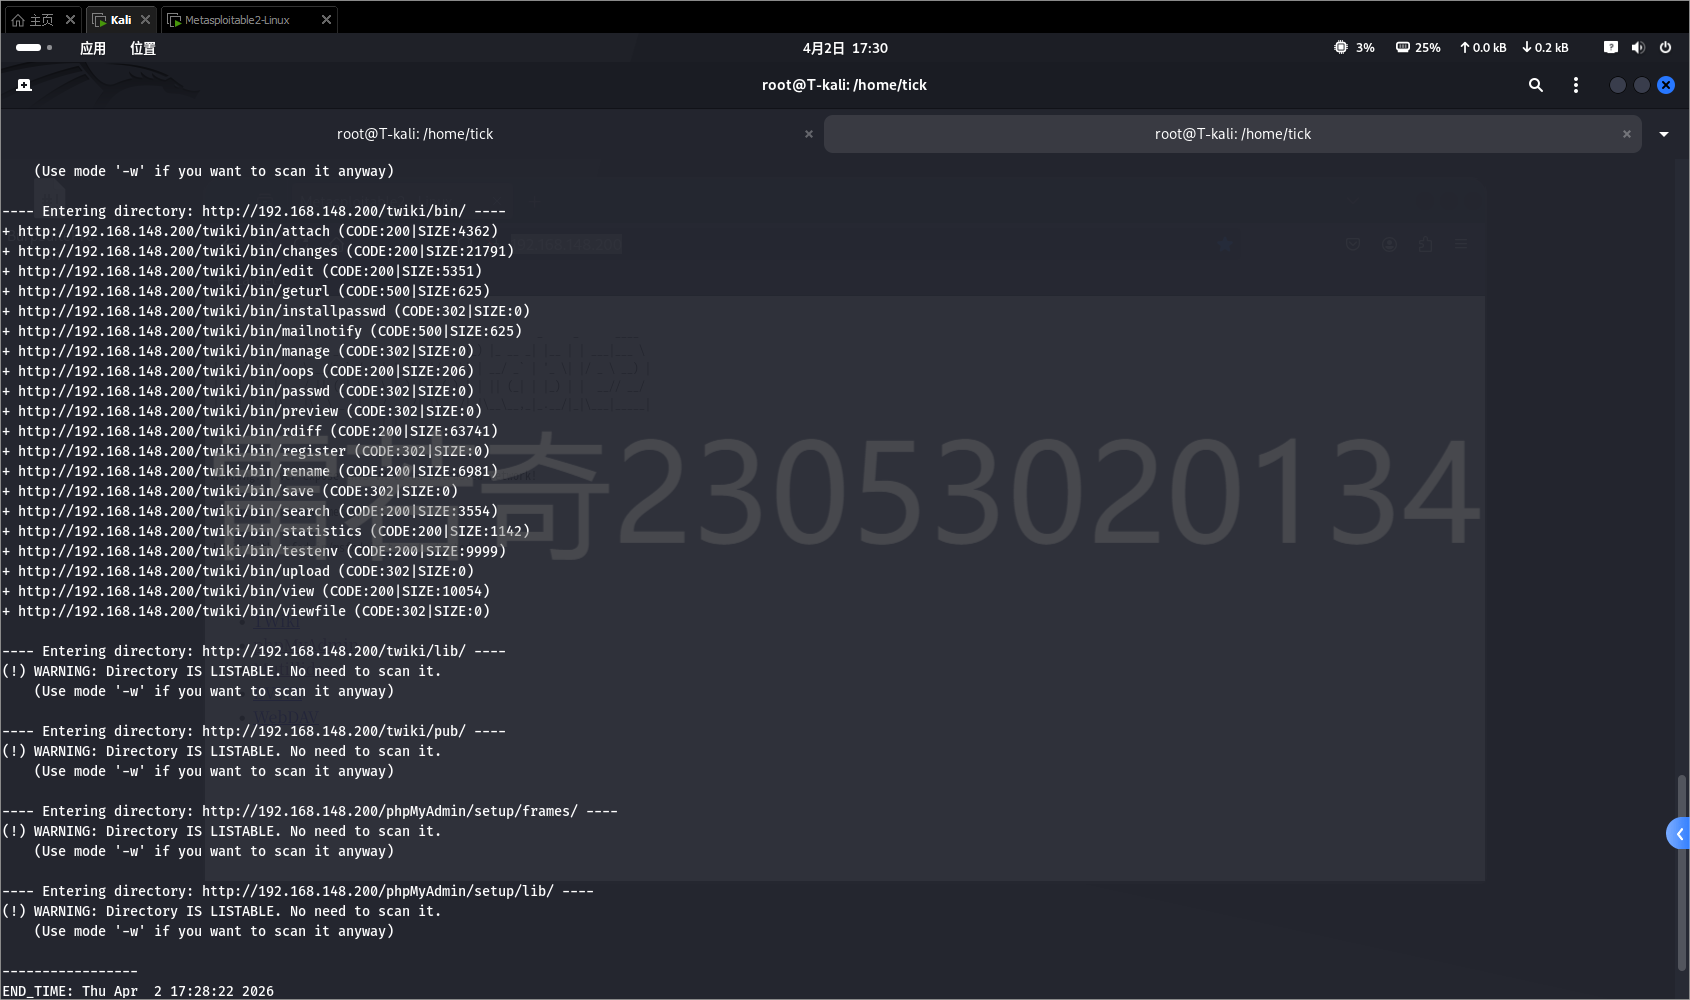 主页
Kali
Metasploitable2-Linux
应用 位置 4月2日 17:30 3% 25% 0.0 kB 0.2 kB
root@T-kali: /home/tick
root@T-kali: /home/tick
root@T-kali: /home/tick
(Use mode '-w' if you want to scan it anyway)
---- Entering directory: http://192.168.148.200/twiki/bin/ ----
+ http://192.168.148.200/twiki/bin/attach (CODE:200|SIZE:4362)
+ http://192.168.148.200/twiki/bin/changes (CODE:200|SIZE:21791)
+ http://192.168.148.200/twiki/bin/edit (CODE:200|SIZE:5351)
+ http://192.168.148.200/twiki/bin/geturl (CODE:500|SIZE:625)
+ http://192.168.148.200/twiki/bin/installpasswd (CODE:302|SIZE:0)
+ http://192.168.148.200/twiki/bin/mailnotify (CODE:500|SIZE:625)
+ http://192.168.148.200/twiki/bin/manage (CODE:302|SIZE:0)
+ http://192.168.148.200/twiki/bin/oops (CODE:200|SIZE:206)
+ http://192.168.148.200/twiki/bin/passwd (CODE:302|SIZE:0)
+ http://192.168.148.200/twiki/bin/preview (CODE:302|SIZE:0)
+ http://192.168.148.200/twiki/bin/rdiff (CODE:200|SIZE:63741)
+ http://192.168.148.200/twiki/bin/register (CODE:302|SIZE:0)
+ http://192.168.148.200/twiki/bin/rename (CODE:200|SIZE:6981)
+ http://192.168.148.200/twiki/bin/save (CODE:302|SIZE:0)
+ http://192.168.148.200/twiki/bin/search (CODE:200|SIZE:3554)
+ http://192.168.148.200/twiki/bin/statistics (CODE:200|SIZE:1142)
+ http://192.168.148.200/twiki/bin/testenv (CODE:200|SIZE:9999)
+ http://192.168.148.200/twiki/bin/upload (CODE:302|SIZE:0)
+ http://192.168.148.200/twiki/bin/view (CODE:200|SIZE:10054)
+ http://192.168.148.200/twiki/bin/viewfile (CODE:302|SIZE:0)
雷若奇23053020134
TWiki
---- Entering directory: http://192.168.148.200/twiki/lib/ ----
(!) WARNING: Directory IS LISTABLE. No need to scan it.
(Use mode '-w' if you want to scan it anyway)
WebDAV
---- Entering directory: http://192.168.148.200/twiki/pub/ ----
(!) WARNING: Directory IS LISTABLE. No need to scan it.
(Use mode '-w' if you want to scan it anyway)
---- Entering directory: http://192.168.148.200/phpMyAdmin/setup/frames/ ----
(!) WARNING: Directory IS LISTABLE. No need to scan it.
(Use mode '-w' if you want to scan it anyway)
---- Entering directory: http://192.168.148.200/phpMyAdmin/setup/lib/ ----
(!) WARNING: Directory IS LISTABLE. No need to scan it.
(Use mode '-w' if you want to scan it anyway)
-----------------
END_TIME: Thu Apr  2 17:28:22 2026